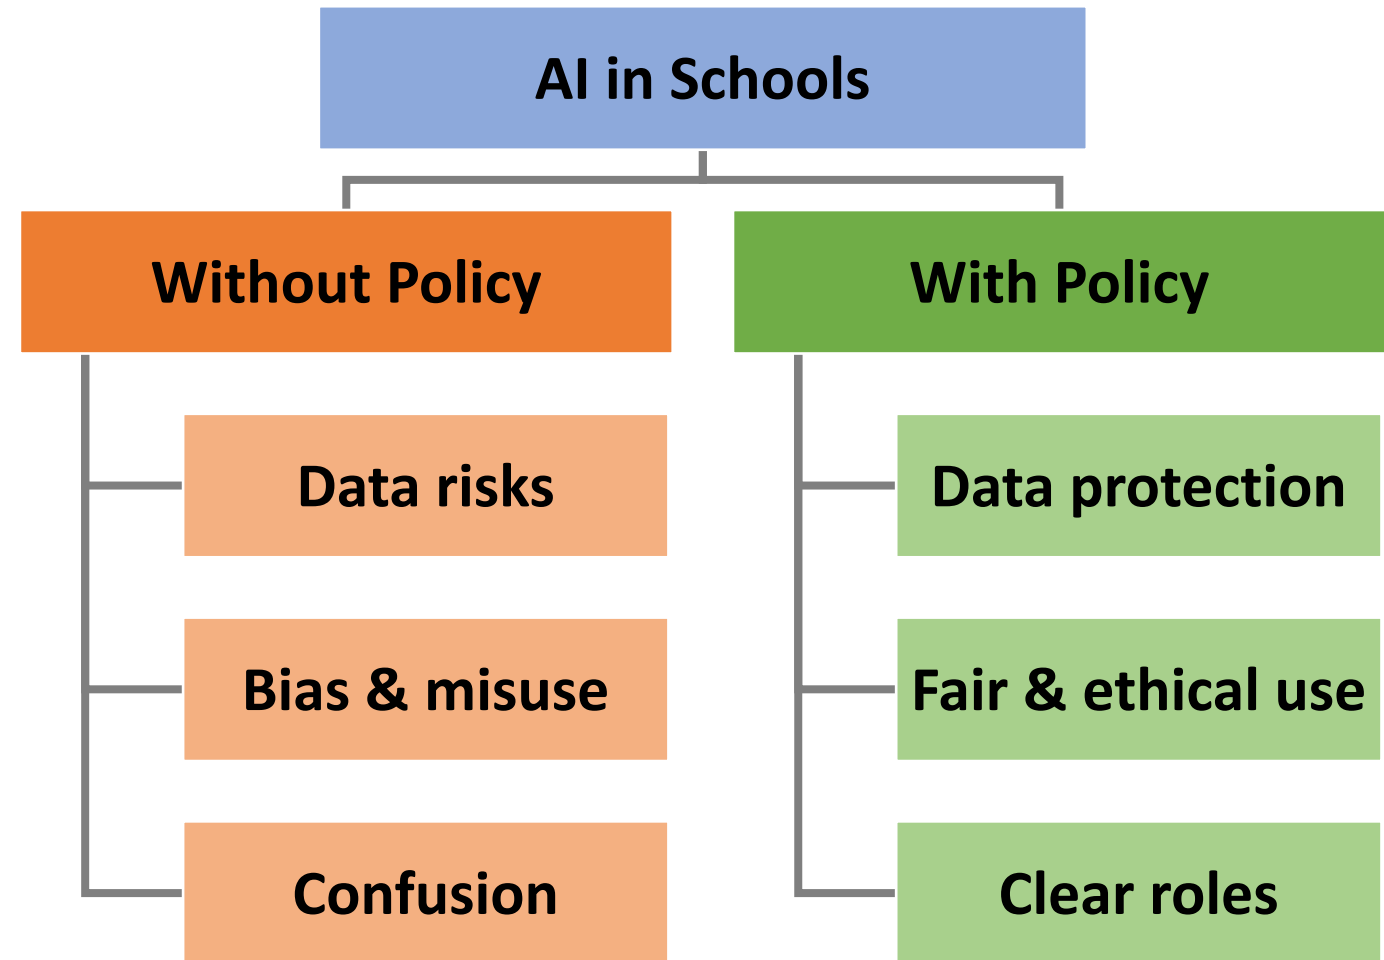 AI in Schools
Without Policy
Data risks
Bias & misuse
Confusion
With Policy
Data protection
Fair & ethical use
Clear roles